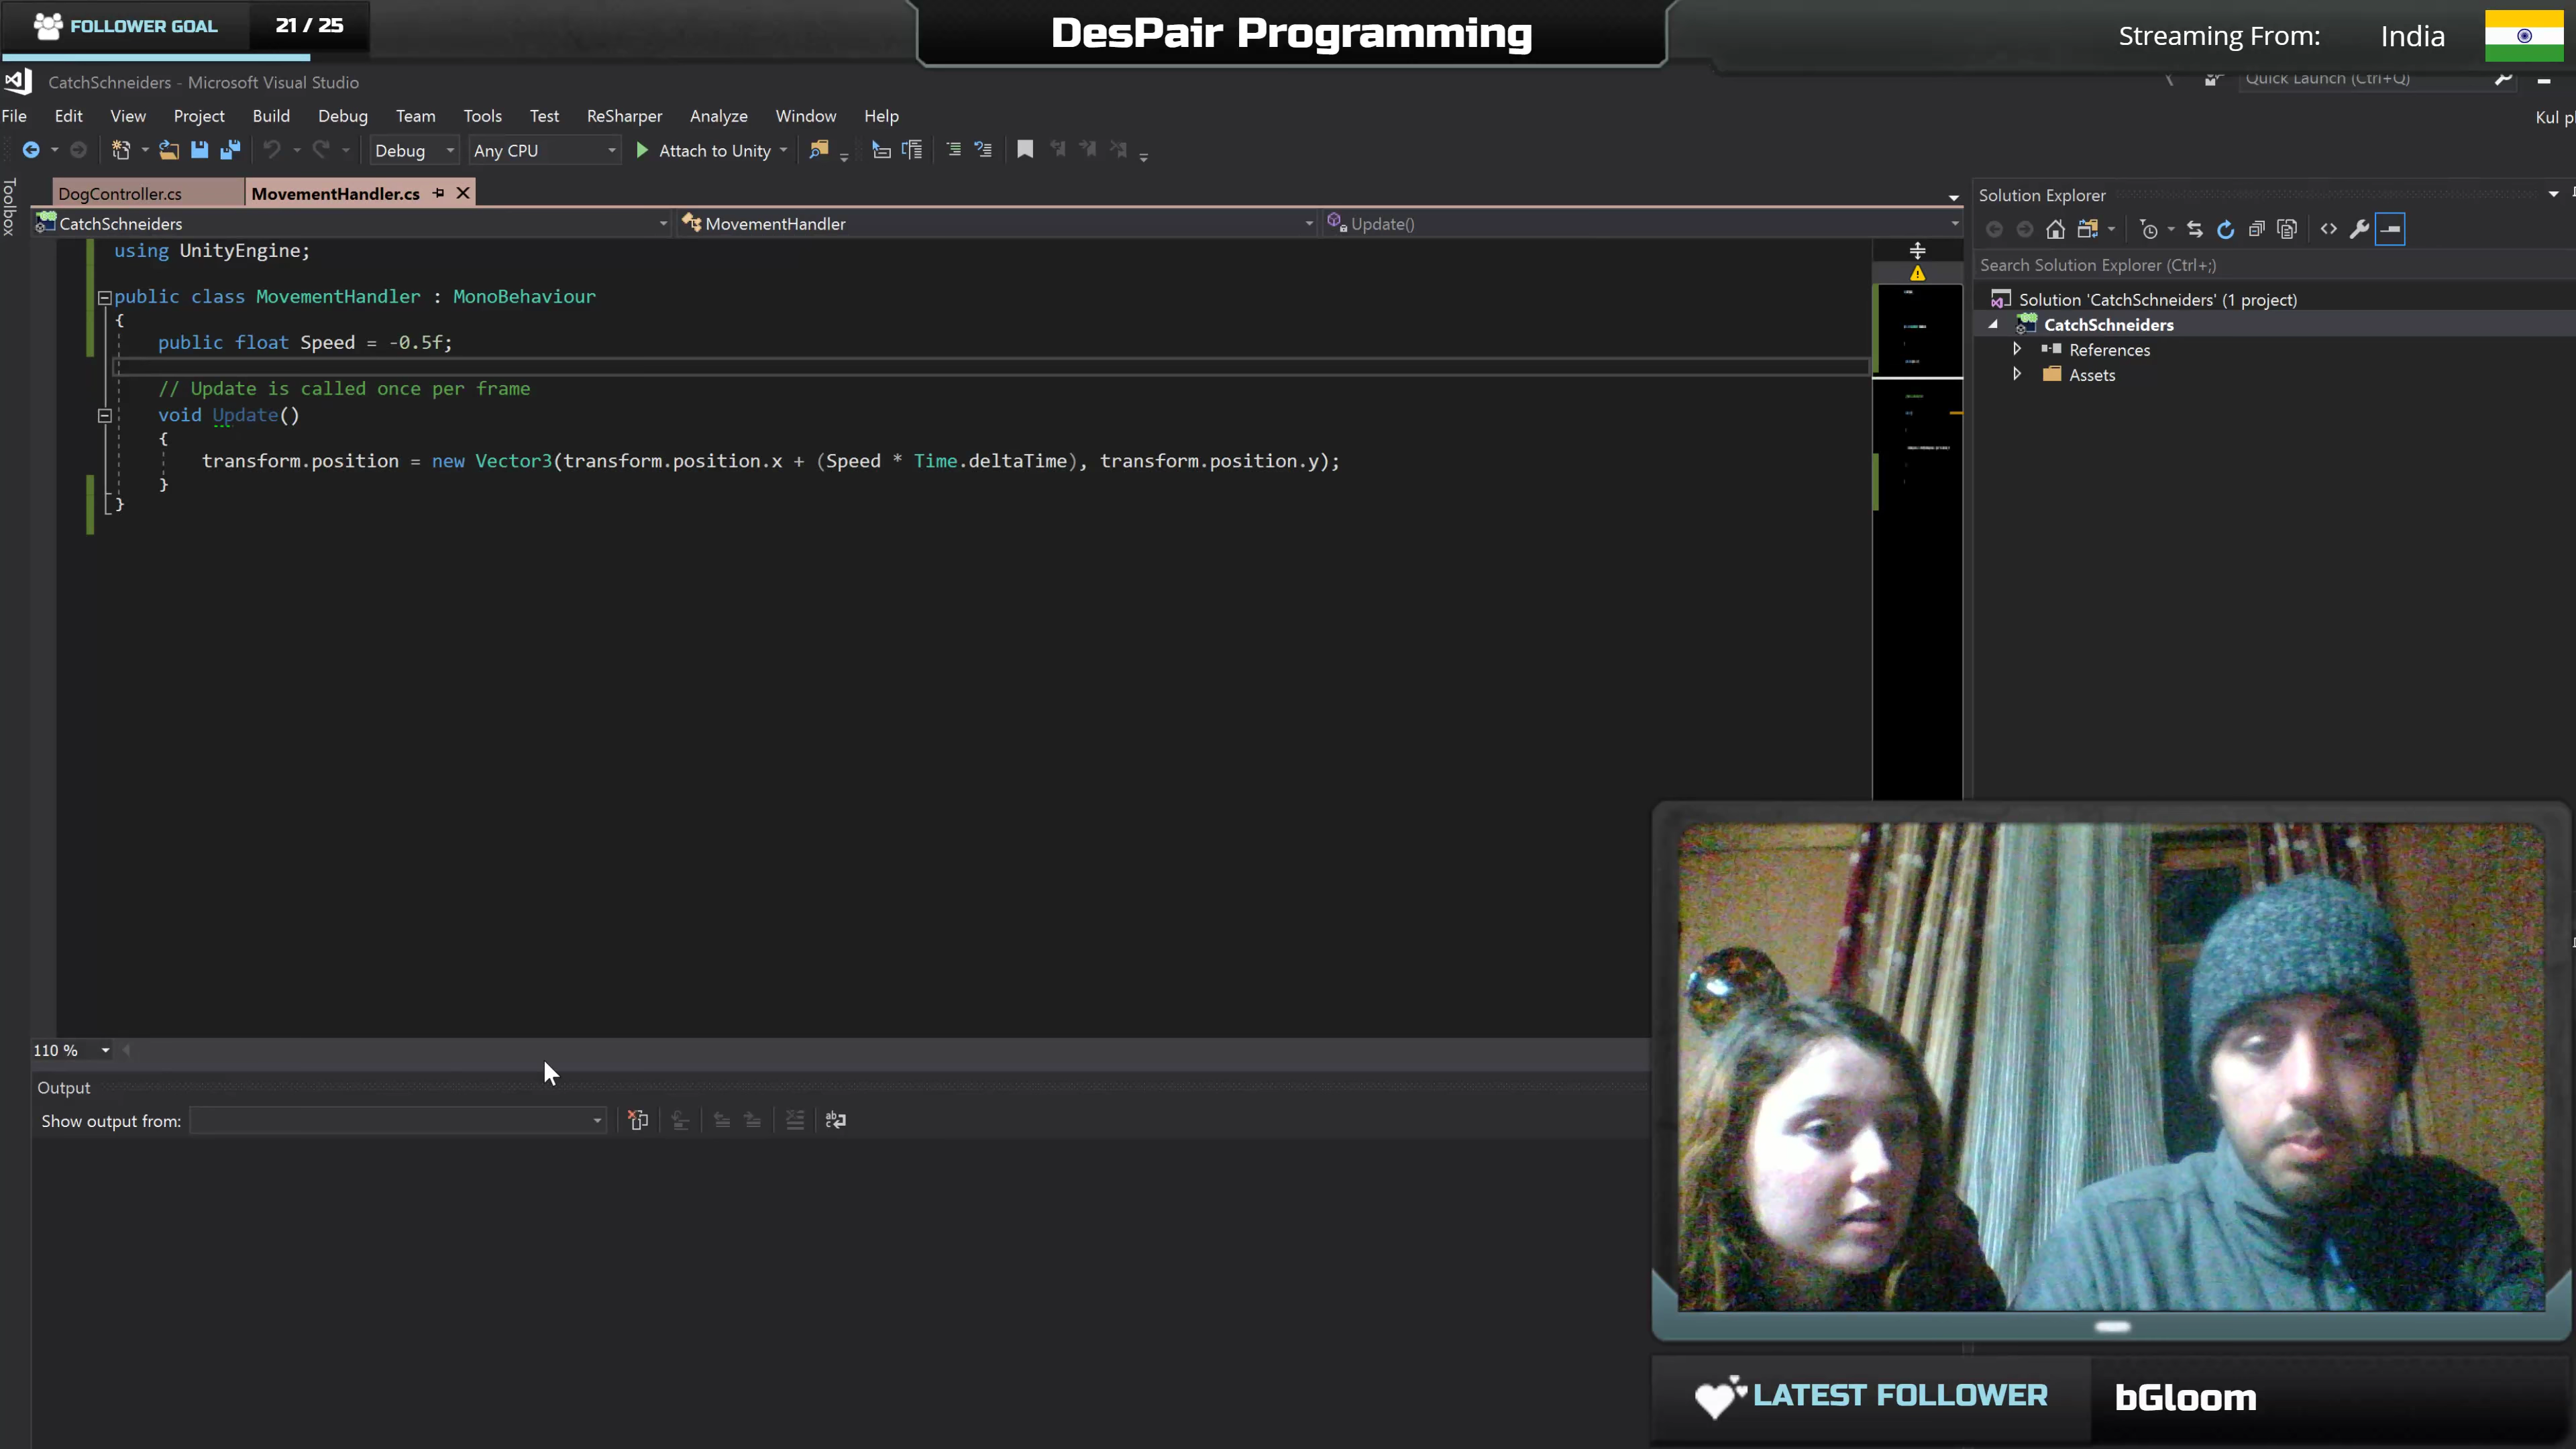 FOLLOWER GOAL 21 / 25
DesPair Programming
Streaming From: India
CatchSchneiders - Microsoft Visual Studio
Quick Launch (Ctrl+Q)
File Edit View Project Build Debug Team Tools Test ReSharper Analyze Window Help
Debug Any CPU Attach to Unity
Toolbox
DogController.cs MovementHandler.cs
CatchSchneiders MovementHandler Update()
using UnityEngine;
public class MovementHandler : MonoBehaviour
{
public float Speed = -0.5f;
// Update is called once per frame
void Update()
{
transform.position = new Vector3(transform.position.x + (Speed * Time.deltaTime), transform.position.y);
}
}
Solution Explorer
Search Solution Explorer (Ctrl+;)
Solution 'CatchSchneiders' (1 project)
CatchSchneiders
References
Assets
110 %
Output
Show output from:
LATEST FOLLOWER bGloom